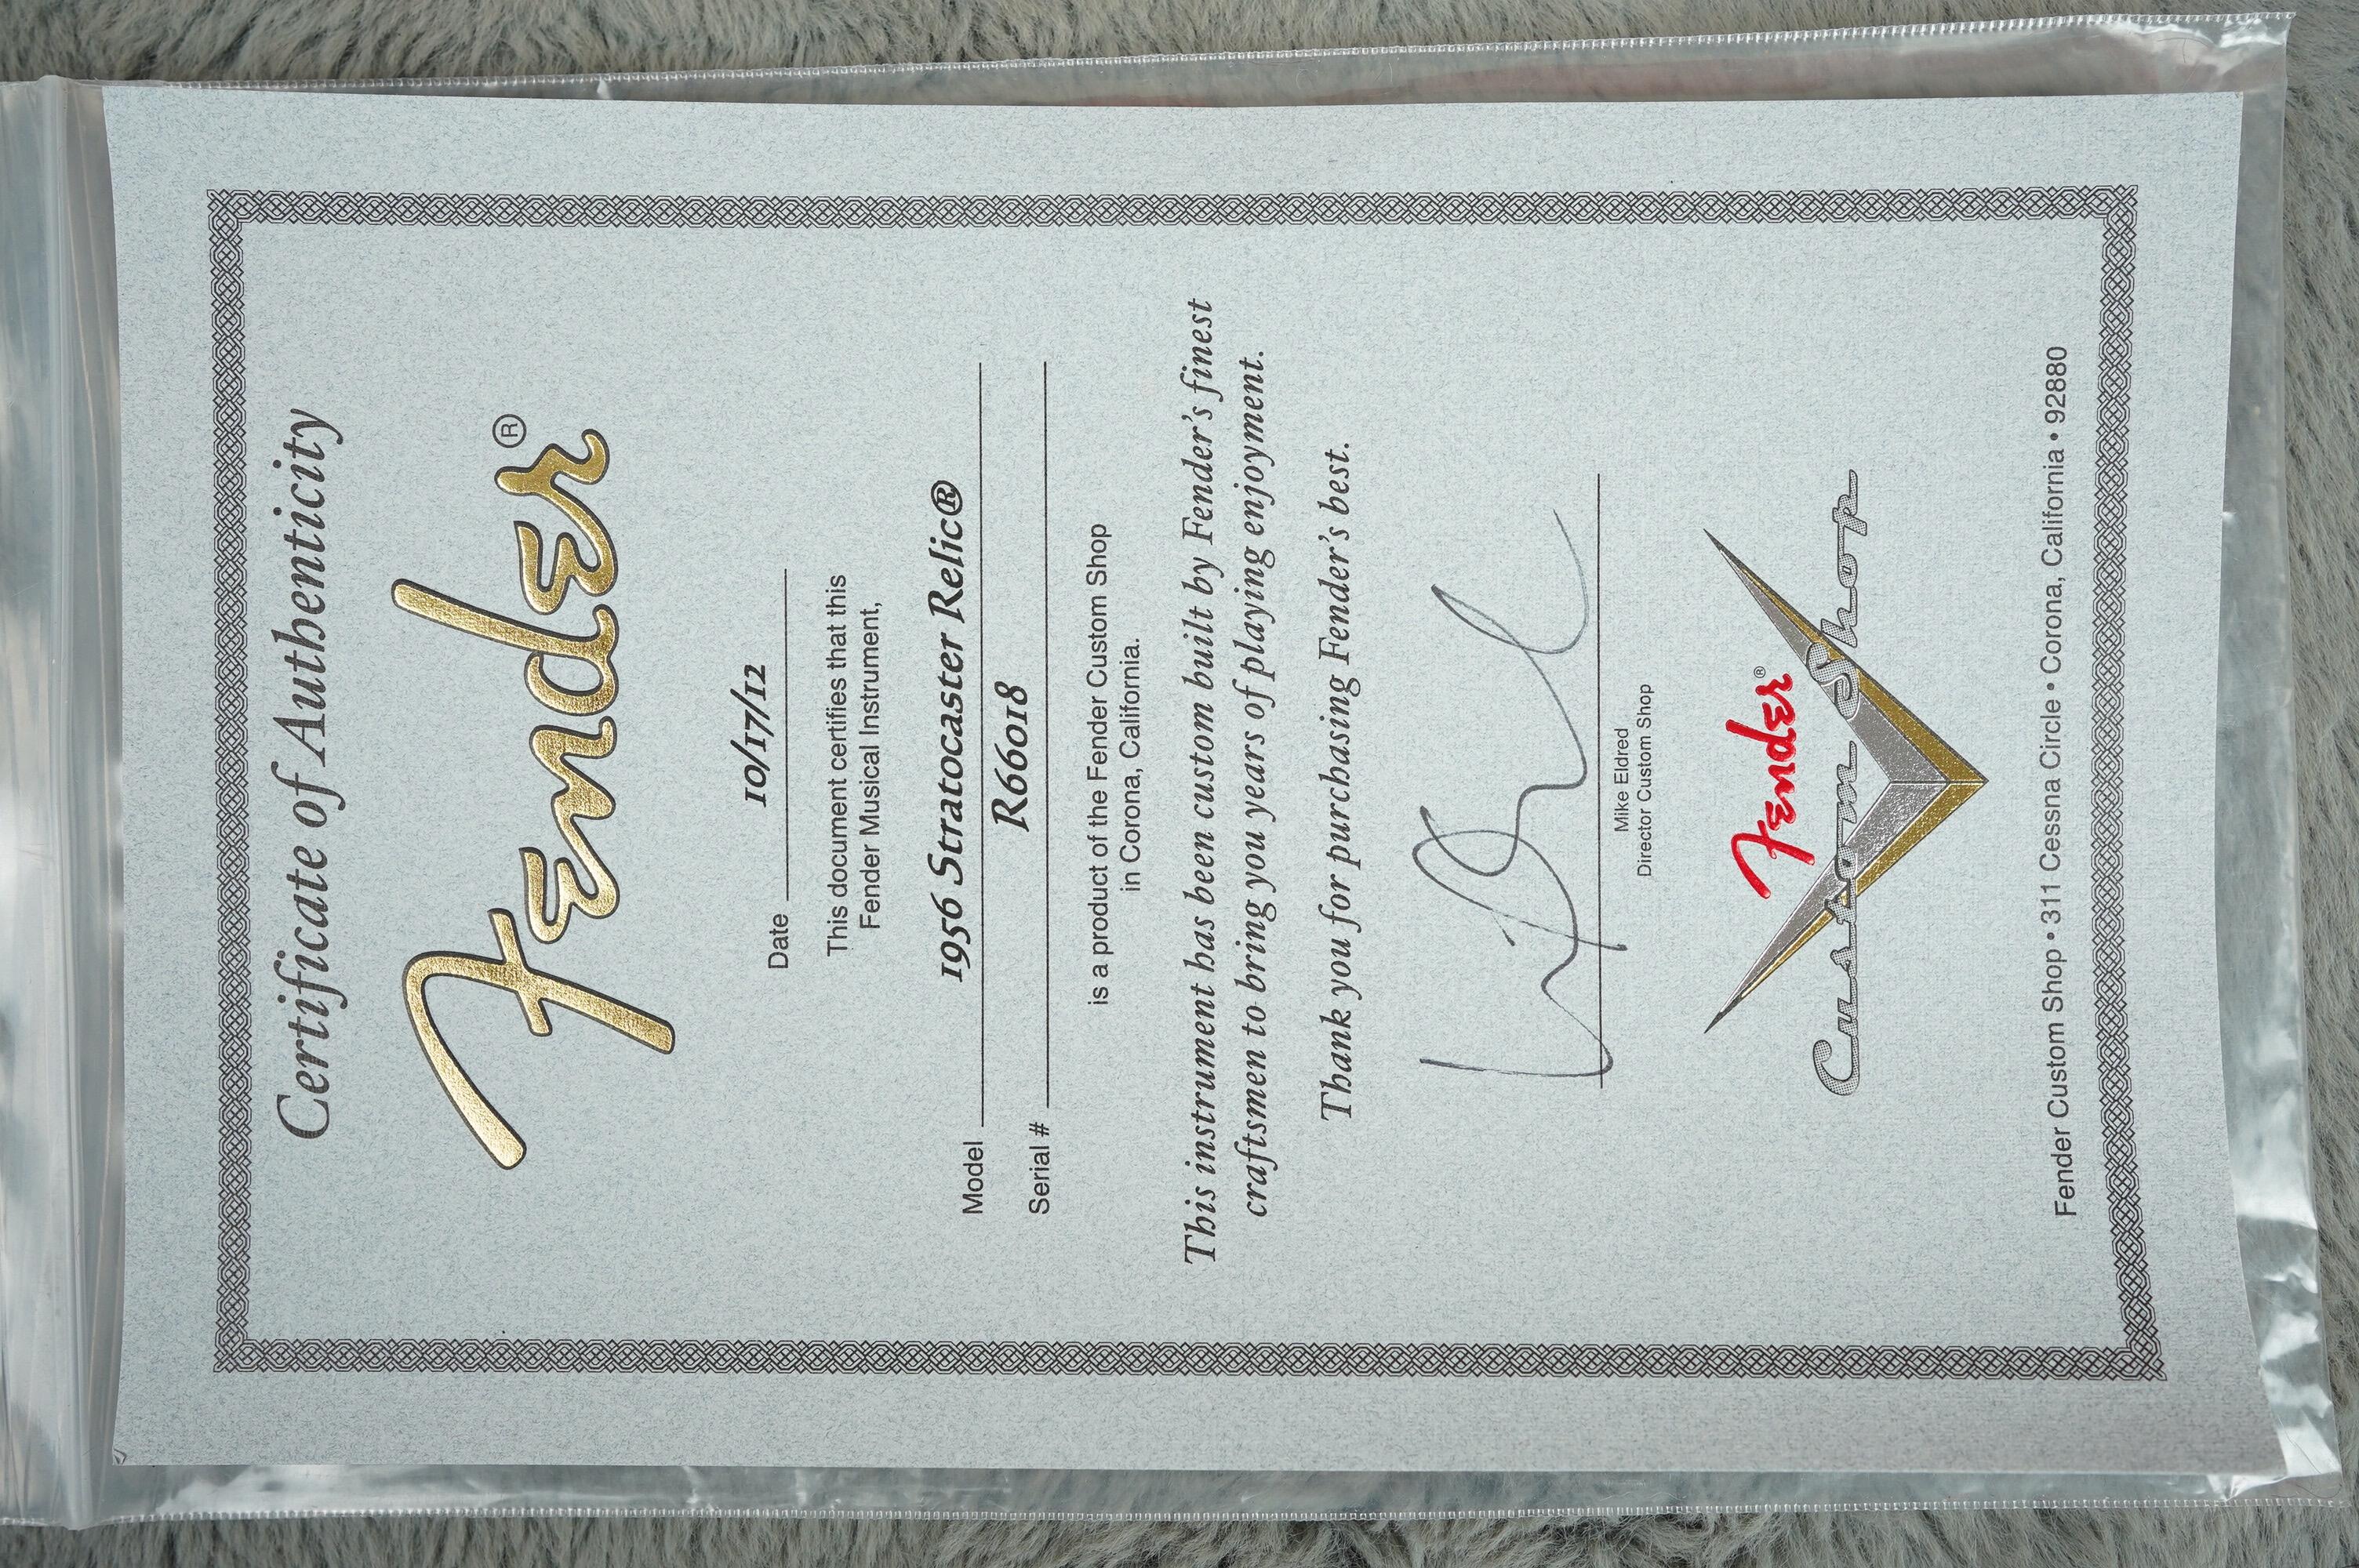 Certificate of Authenticity
Fender®
Date 10/17/12
This document certifies that this
Fender Musical Instrument,
Model 1956 Stratocaster Relic®
Serial # R66018
is a product of the Fender Custom Shop
in Corona, California.
This instrument has been custom built by Fender's finest
craftsmen to bring you years of playing enjoyment.
Thank you for purchasing Fender's best.
Mike Eldred
Director Custom Shop
Fender®
Custom Shop
Fender Custom Shop • 311 Cessna Circle • Corona, California • 92880